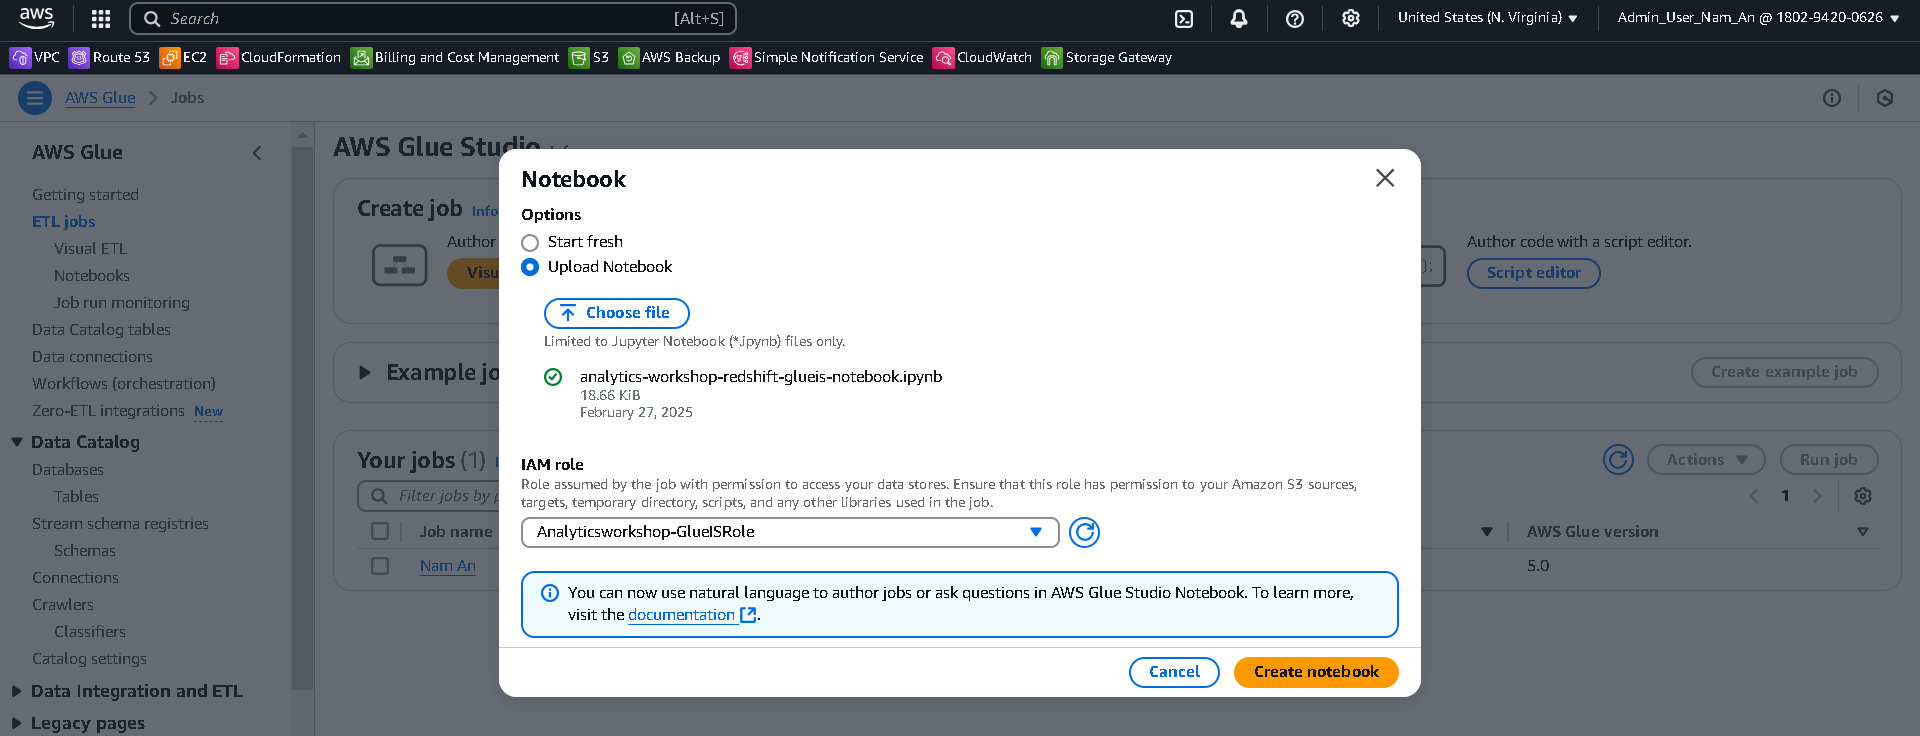 aws
Search [Alt+S]
United States (N. Virginia)
Admin_User_Nam_An @ 1802-9420-0626
VPC Route 53 EC2 CloudFormation Billing and Cost Management S3 AWS Backup Simple Notification Service CloudWatch Storage Gateway
AWS Glue Jobs
AWS Glue
Getting started
ETL jobs
Visual ETL
Notebooks
Job run monitoring
Data Catalog tables
Data connections
Workflows (orchestration)
Zero-ETL integrations New
Data Catalog
Databases
Tables
Stream schema registries
Schemas
Connections
Crawlers
Classifiers
Catalog settings
Data Integration and ETL
Legacy pages
AWS Glue Studio
Create job Info
Author
Visu
Author code with a script editor.
Script editor
Example jo
Create example job
Your jobs (1)
Actions
Run job
Filter jobs by p
1
Job name
AWS Glue version
Nam An
5.0
Notebook
Options
Start fresh
Upload Notebook
Choose file
Limited to Jupyter Notebook (*.ipynb) files only.
analytics-workshop-redshift-glueis-notebook.ipynb
18.66 KiB
February 27, 2025
IAM role
Role assumed by the job with permission to access your data stores. Ensure that this role has permission to your Amazon S3 sources,
targets, temporary directory, scripts, and any other libraries used in the job.
Analyticsworkshop-GlueISRole
You can now use natural language to author jobs or ask questions in AWS Glue Studio Notebook. To learn more,
visit the documentation.
Cancel
Create notebook